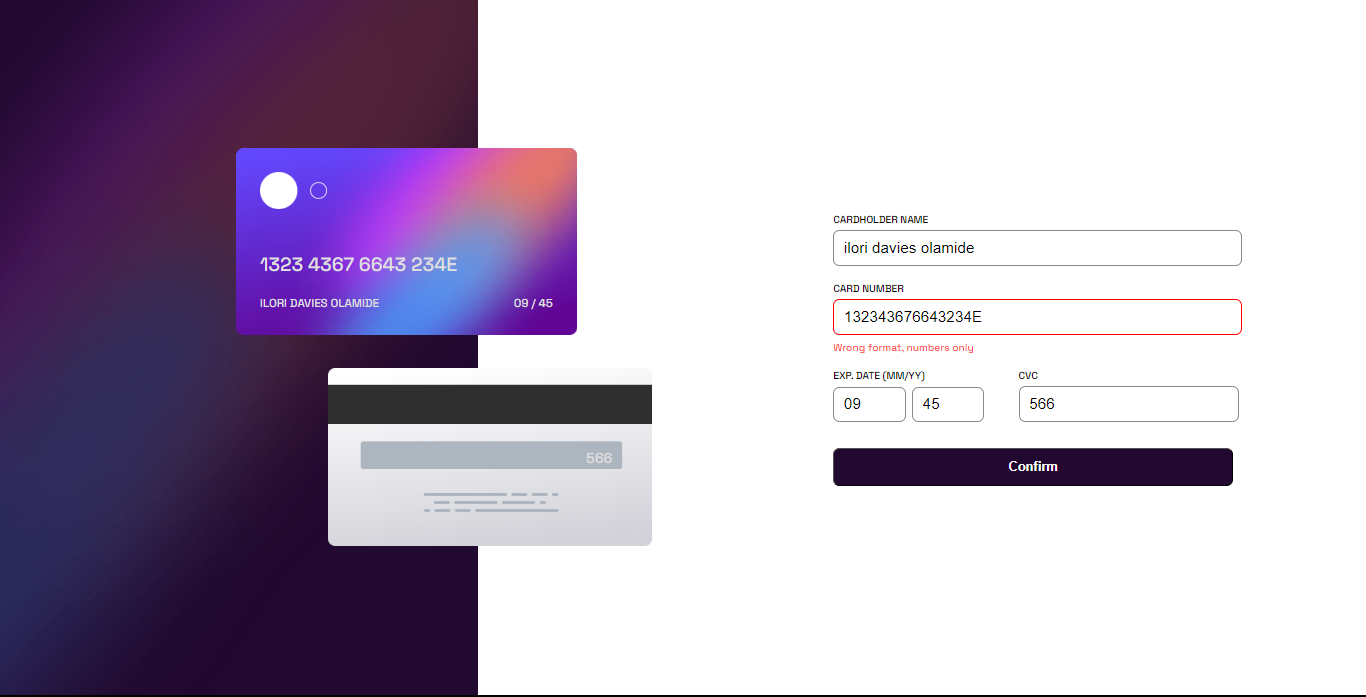 1323 4367 6643 234E
ILORI DAVIES OLAMIDE
09 / 45
566
CARDHOLDER NAME
ilori davies olamide
CARD NUMBER
132343676643234E
Wrong format, numbers only
EXP. DATE (MM/YY)
CVC
09
45
566
Confirm